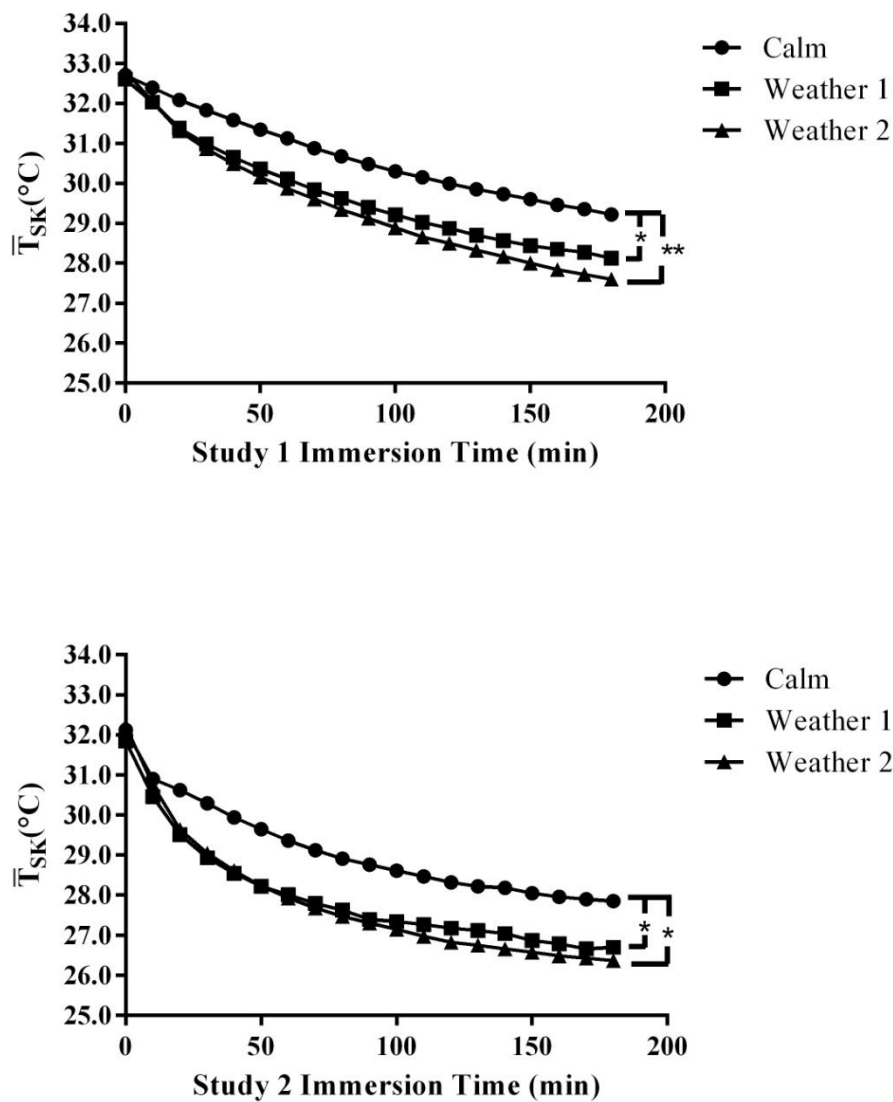 34.0
33.0
32.0
31.0
30.0
29.0
28.0
27.0
26.0
25.0
T̅SK(°C)
0 50 100 150 200
Study 1 Immersion Time (min)
Calm
Weather 1
Weather 2
*
**
34.0
33.0
32.0
31.0
30.0
29.0
28.0
27.0
26.0
25.0
T̅SK(°C)
0 50 100 150 200
Study 2 Immersion Time (min)
Calm
Weather 1
Weather 2
*
*